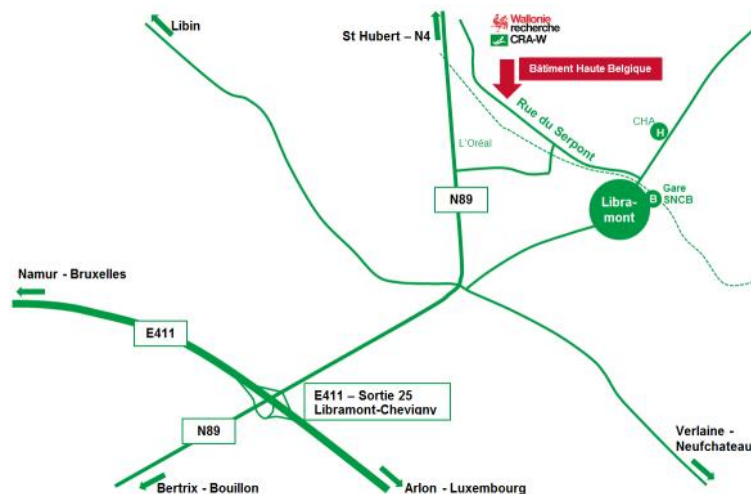 Libin
St Hubert – N4
Wallonie
recherche
CRA-W
Bâtiment Haute Belgique
Rue du Serpont
CHA
H
L'Oréal
Gare
SNCB
B
Libra-
mont
N89
Namur - Bruxelles
E411
E411 – Sortie 25
Libramont-Chevigny
N89
Verlaine -
Neufchateau
Bertrix - Bouillon
Arlon - Luxembourg